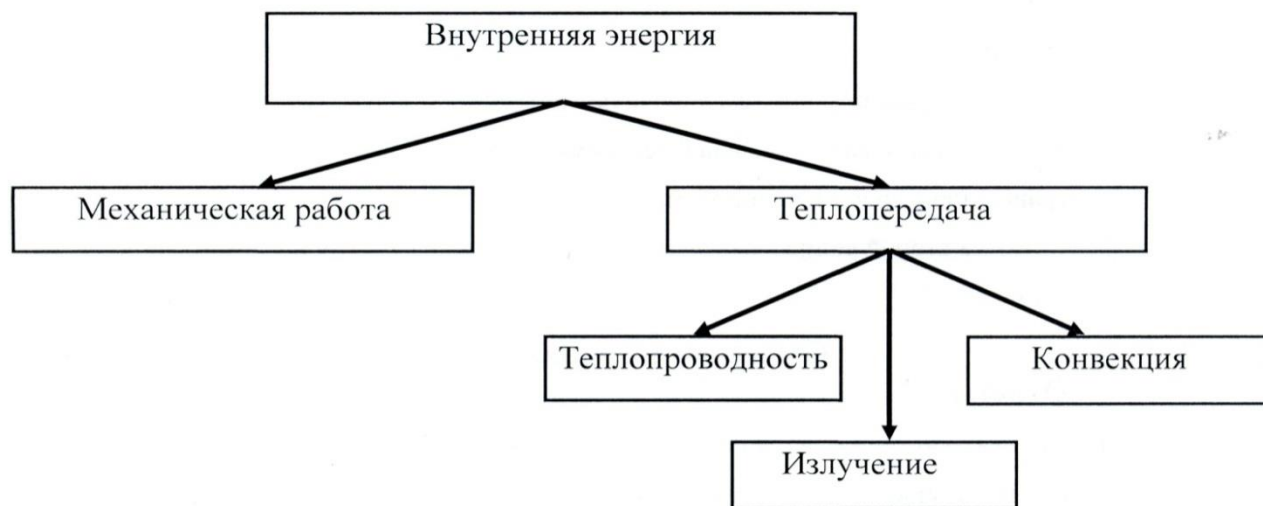 Внутренняя энергия
Механическая работа
Теплопередача
Теплопроводность
Конвекция
Излучение